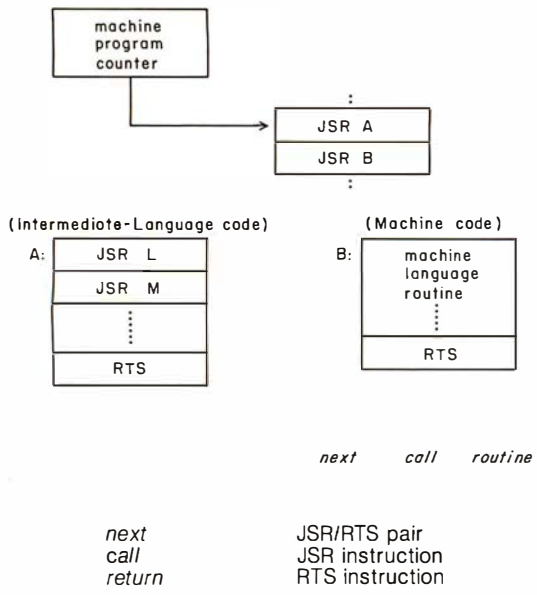 machine
program
counter
⋮
JSR A
JSR B
⋮
(Intermediate-Language code)
A:
JSR L
JSR M
⋮
RTS
(Machine code)
B:
machine
language
routine
⋮
RTS
next call routine
next JSR/RTS pair
call JSR instruction
return RTS instruction